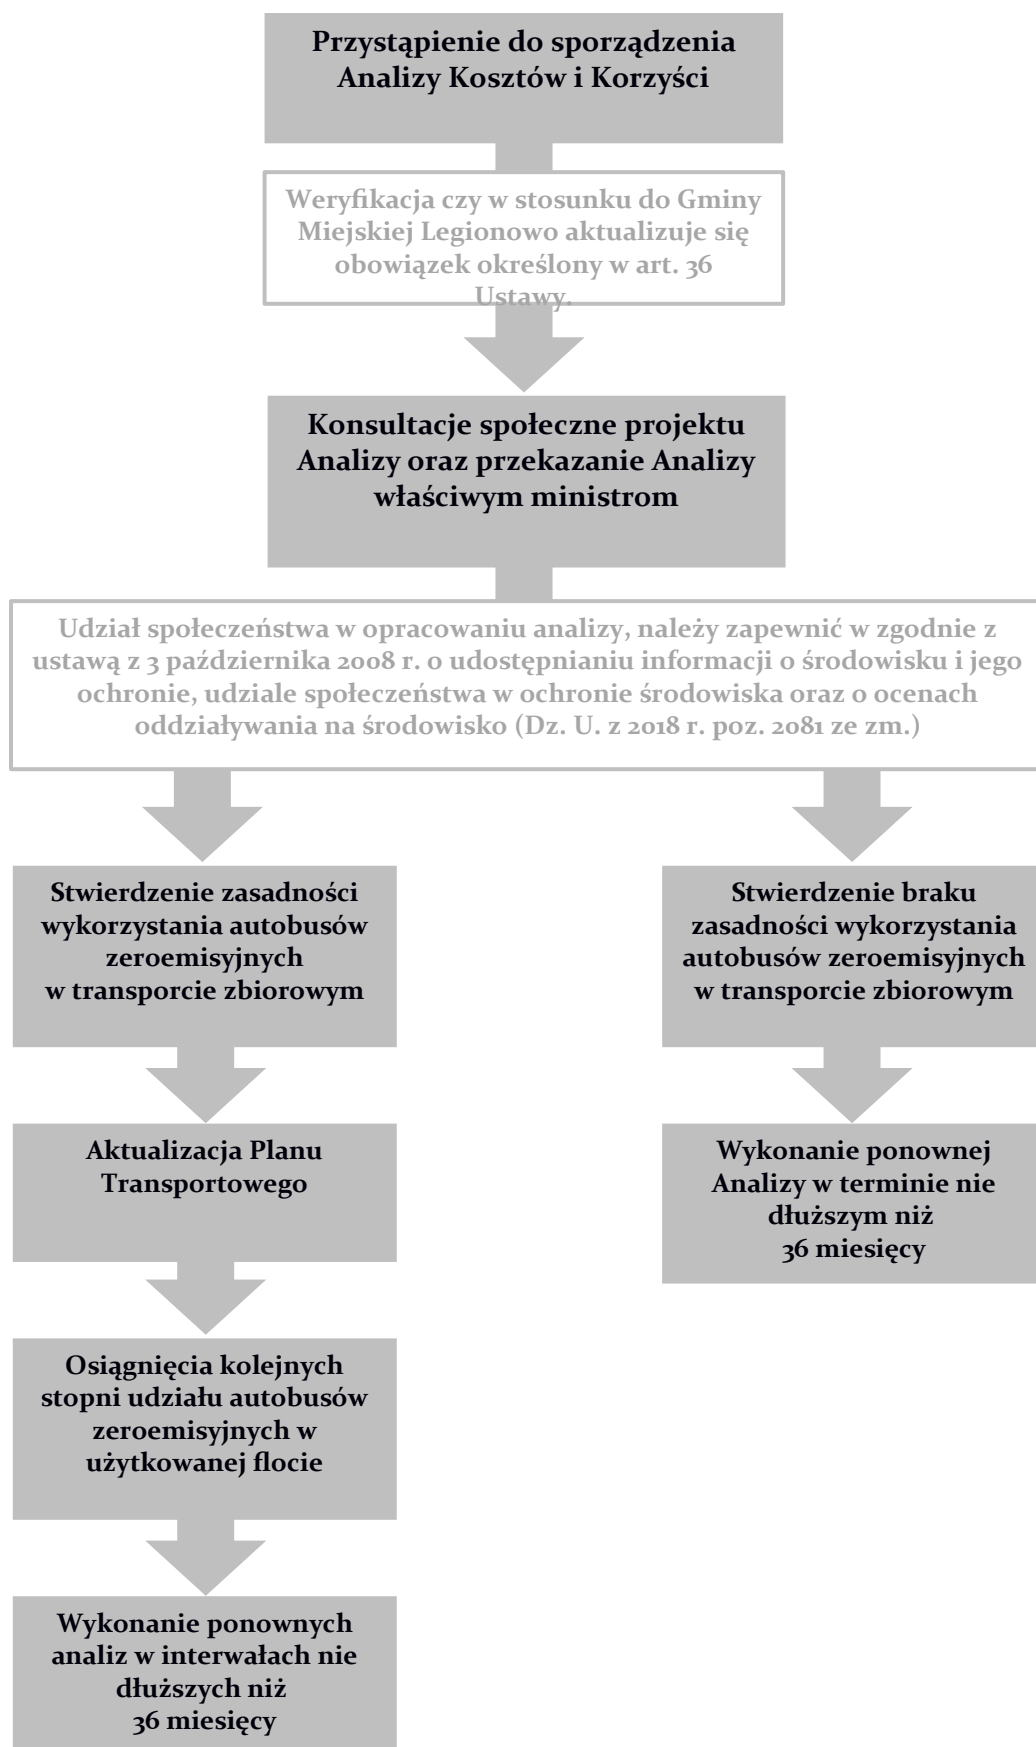 Przystąpienie do sporządzenia
Analizy Kosztów i Korzyści
Weryfikacja czy w stosunku do Gminy
Miejskiej Legionowo aktualizuje się
obowiązek określony w art. 36
Ustawy.
Konsultacje społeczne projektu
Analizy oraz przekazanie Analizy
właściwym ministrom
Udział społeczeństwa w opracowaniu analizy, należy zapewnić w zgodnie z
ustawą z 3 października 2008 r. o udostępnianiu informacji o środowisku i jego
ochronie, udziale społeczeństwa w ochronie środowiska oraz o ocenach
oddziaływania na środowisko (Dz. U. z 2018 r. poz. 2081 ze zm.)
Stwierdzenie zasadności
wykorzystania autobusów
zeroemisyjnych
w transporcie zbiorowym
Stwierdzenie braku
zasadności wykorzystania
autobusów zeroemisyjnych
w transporcie zbiorowym
Aktualizacja Planu
Transportowego
Wykonanie ponownej
Analizy w terminie nie
dłuższym niż
36 miesięcy
Osiągnięcia kolejnych
stopni udziału autobusów
zeroemisyjnych w
użytkowanej flocie
Wykonanie ponownych
analiz w interwałach nie
dłuższych niż
36 miesięcy